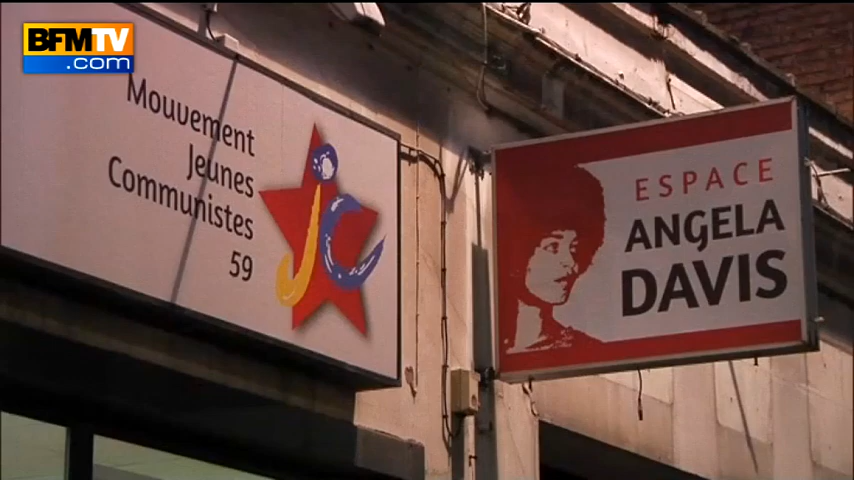 BFMTV
.com
Mouvement
Jeunes
Communistes
59
JC
ESPACE
ANGELA
DAVIS